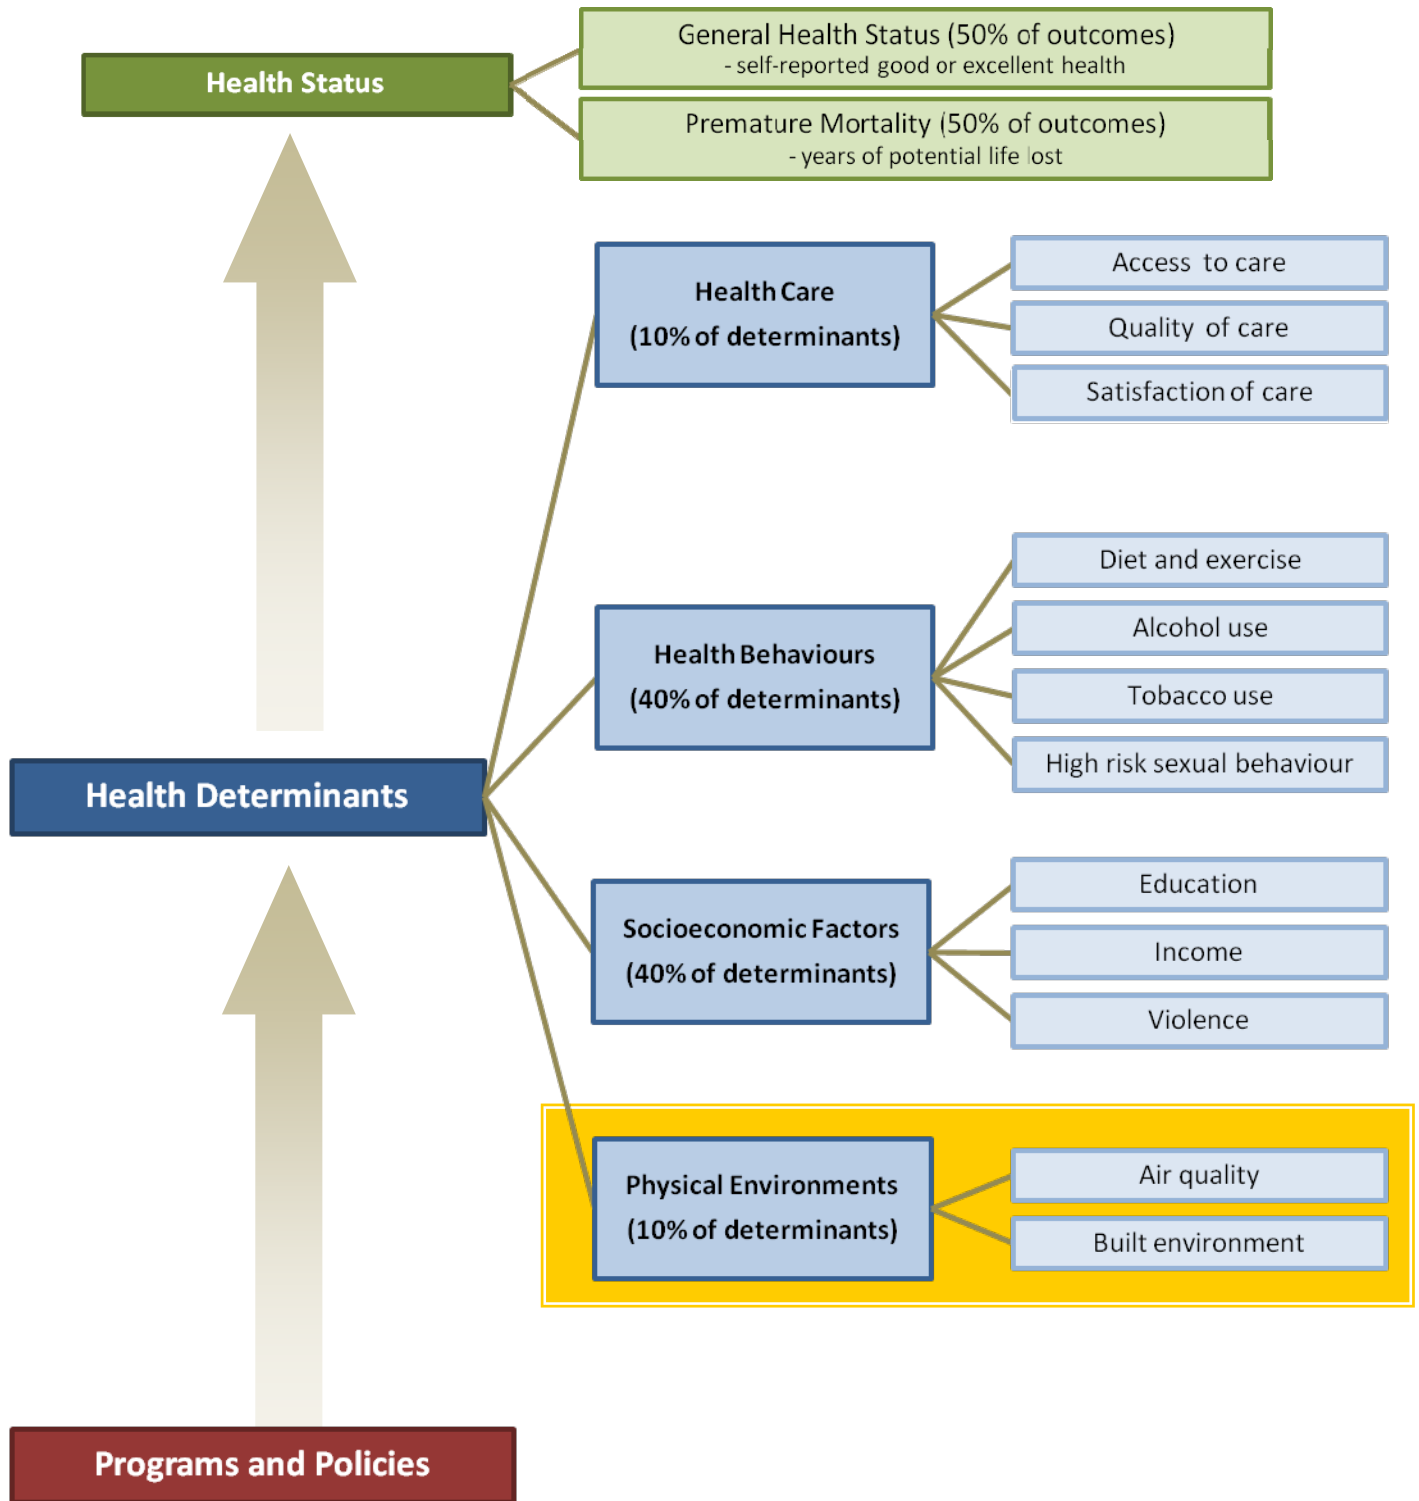 General Health Status (50% of outcomes)
- self-reported good or excellent health
Health Status
Premature Mortality (50% of outcomes)
- years of potential life lost
Health Care
(10% of determinants)
Access to care
Quality of care
Satisfaction of care
Health Behaviours
(40% of determinants)
Diet and exercise
Alcohol use
Tobacco use
High risk sexual behaviour
Health Determinants
Socioeconomic Factors
(40% of determinants)
Education
Income
Violence
Physical Environments
(10% of determinants)
Air quality
Built environment
Programs and Policies